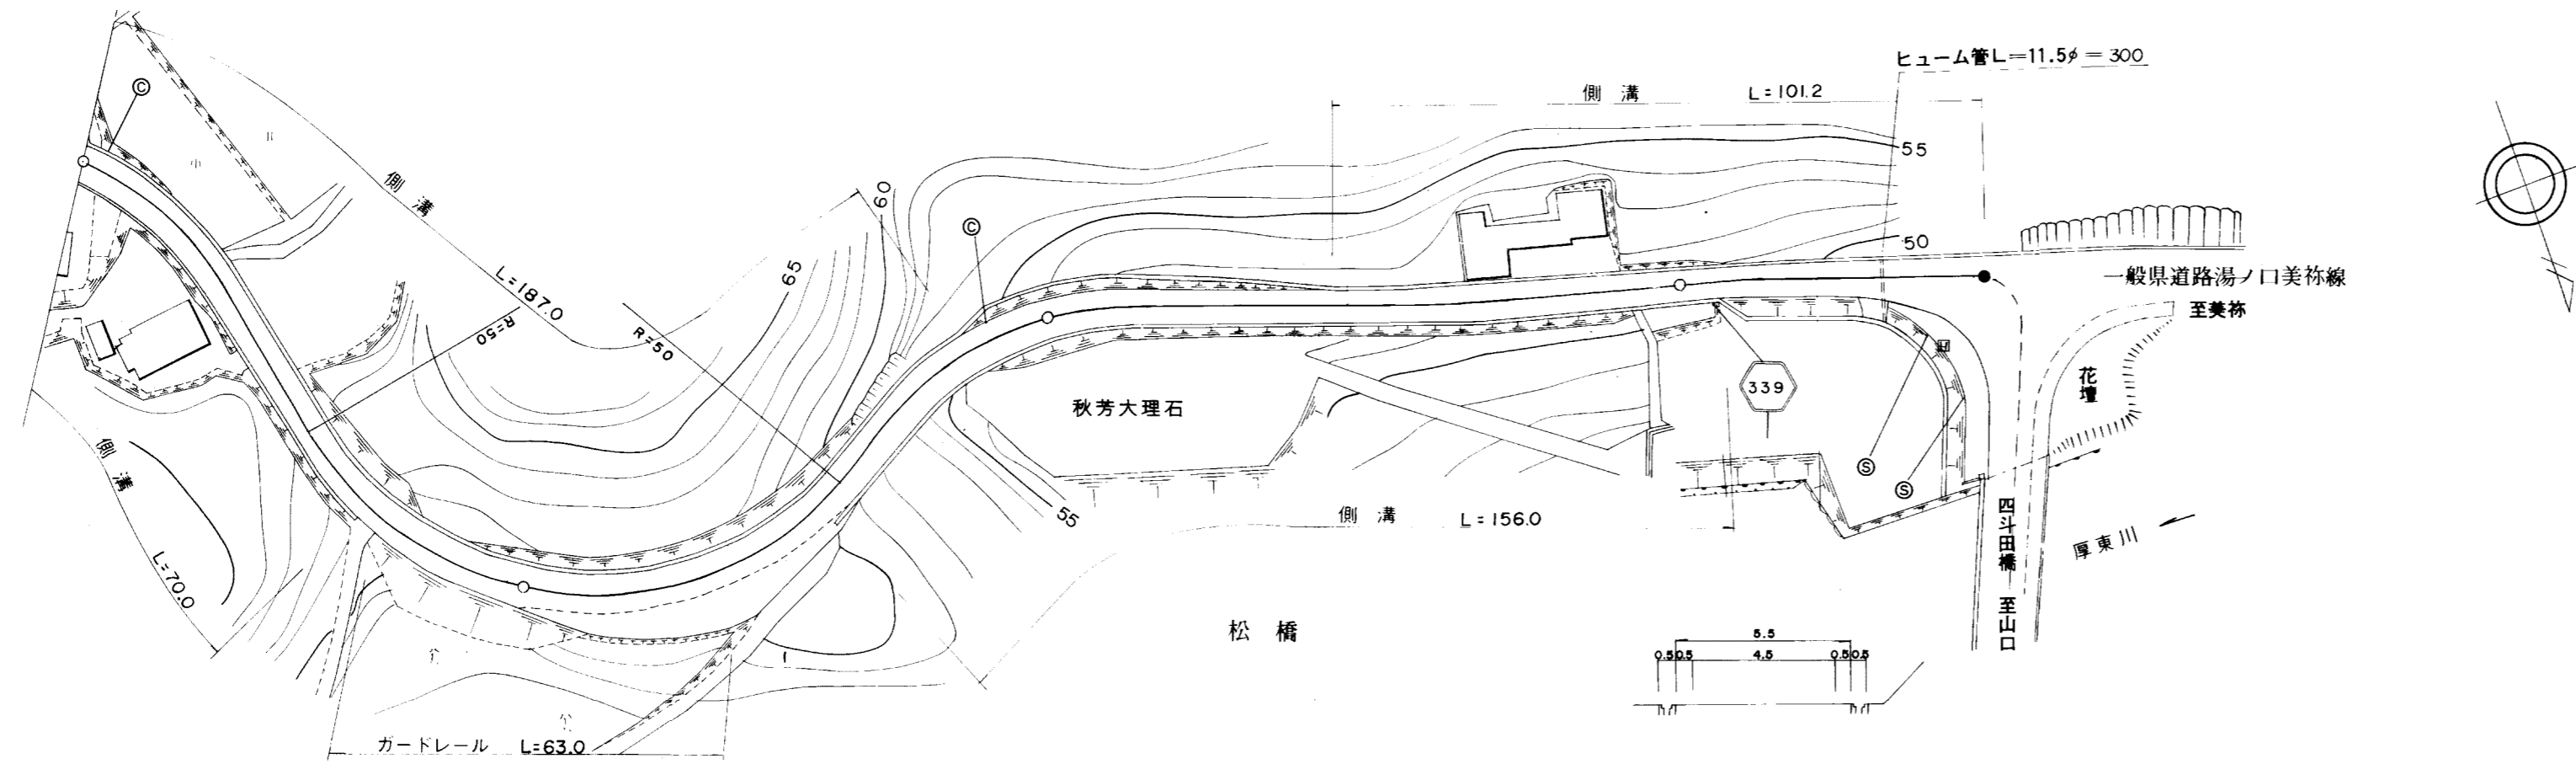 ヒューム管L=11.5φ=300
側溝 L=101.2
Ⓒ
側溝 L=187.0
60
Ⓒ
55
50
65
R=50
R=50
一般県道路湯ノ口美祢線
至美祢
花壇
339
秋芳大理石
Ⓢ
Ⓢ
55
側溝 L=156.0
側溝 L=70.0
四斗田橋 至山口
厚東川
松橋
5.5
0.5 0.5 4.5 0.5 0.5
ガードレール L=63.0